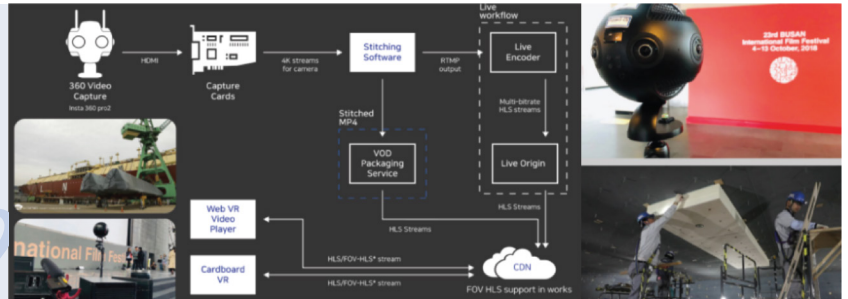 Live
workflow
360 Video
Capture
Insta 360 pro2
HDMI
Capture
Cards
4K streams
for camera
Stitching
Software
RTMP
output
Live
Encoder
Multi-bitrate
HLS streams
Live Origin
HLS Streams
Stitched
MP4
VOD
Packaging
Service
HLS Streams
Web VR
Video
Player
HLS/FOV-HLS* stream
Cardboard
VR
HLS/FOV-HLS* stream
CDN
FOV HLS support in works
23rd BUSAN
International Film Festival
4–13 October, 2018
national Film Fest